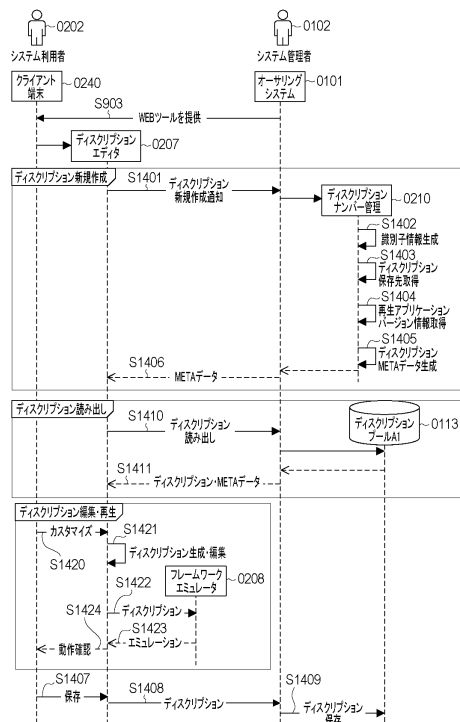 0202
0102
システム利用者
システム管理者
クライアント
端末
0240
オーサリング
システム
0101
S903
WEBツールを提供
ディスクリプション
エディタ
0207
ディスクリプション新規作成
S1401
ディスクリプション
新規作成通知
ディスクリプション
ナンバー管理
0210
S1402
識別子情報生成
S1403
ディスクリプション
保存先取得
S1404
再生アプリケーション
バージョン情報取得
S1405
ディスクリプション
METAデータ生成
S1406
METAデータ
ディスクリプション読み出し
S1410
ディスクリプション
読み出し
ディスクリプション
プールA1
0113
S1411
ディスクリプション・METAデータ
ディスクリプション編集・再生
カスタマイズ
S1420
S1421
ディスクリプション生成・編集
フレームワーク
エミュレータ
0208
S1422
ディスクリプション
S1423
エミュレーション
S1424
動作確認
S1407
保存
S1408
ディスクリプション
S1409
ディスクリプション
保存